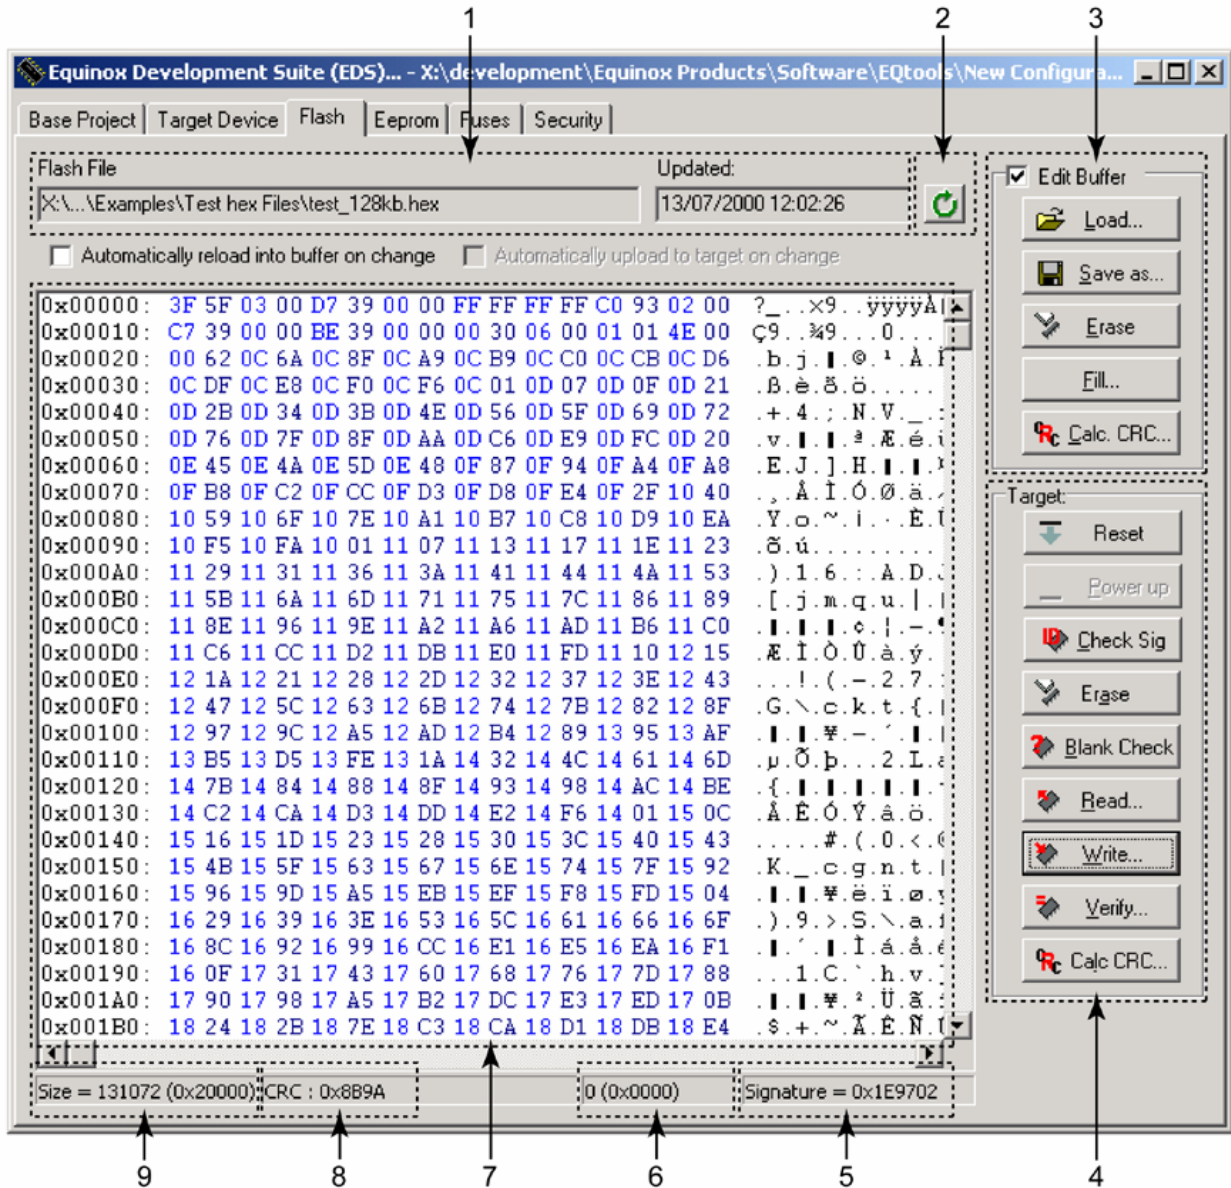 1 2 3
Equinox Development Suite (EDS)... - X:\development\Equinox Products\Software\EQtools\New Configura...
Base Project Target Device Flash Eeprom Fuses Security
Flash File Updated:
X:\...\Examples\Test hex Files\test_128kb.hex 13/07/2000 12:02:26
Automatically reload into buffer on change Automatically upload to target on change
0x00000: 3F 5F 03 00 D7 39 00 00 FF FF FF FF C0 93 02 00
0x00010: C7 39 00 00 BE 39 00 00 00 00 30 06 00 01 01 4E 00
0x00020: 00 62 0C 6A 0C 8F 0C A9 0C B9 0C C0 0C CB 0C D6
0x00030: 0C DF 0C E8 0C F0 0C F6 0C 01 0D 07 0D 0F 0D 21
0x00040: 0D 2B 0D 34 0D 3B 0D 4E 0D 56 0D 5F 0D 69 0D 72
0x00050: 0D 76 0D 7F 0D 8F 0D AA 0D C6 0D E9 0D FC 0D 20
0x00060: 0E 45 0E 4A 0E 5D 0E 48 0F 87 0F 94 0F A4 0F A8
0x00070: 0F B8 0F C2 0F CC 0F D3 0F D8 0F E4 0F 2F 10 40
0x00080: 10 59 10 6F 10 7E 10 A1 10 B7 10 C8 10 D9 10 EA
0x00090: 10 F5 10 FA 10 01 11 07 11 13 11 17 11 1E 11 23
0x000A0: 11 29 11 31 11 36 11 3A 11 41 11 44 11 4A 11 53
0x000B0: 11 5B 11 6A 11 6D 11 71 11 75 11 7C 11 86 11 89
0x000C0: 11 8E 11 96 11 9E 11 A2 11 A6 11 AD 11 B6 11 C0
0x000D0: 11 C6 11 CC 11 D2 11 DB 11 E0 11 FD 11 10 12 15
0x000E0: 12 1A 12 21 12 28 12 2D 12 32 12 37 12 3E 12 43
0x000F0: 12 47 12 5C 12 63 12 6B 12 74 12 7B 12 82 12 8F
0x00100: 12 97 12 9C 12 A5 12 AD 12 B4 12 89 13 95 13 AF
0x00110: 13 B5 13 D5 13 FE 13 1A 14 32 14 4C 14 61 14 6D
0x00120: 14 7B 14 84 14 88 14 8F 14 93 14 98 14 AC 14 BE
0x00130: 14 C2 14 CA 14 D3 14 DD 14 E2 14 F6 14 01 15 0C
0x00140: 15 16 15 1D 15 23 15 28 15 30 15 3C 15 40 15 43
0x00150: 15 4B 15 5F 15 63 15 67 15 6E 15 74 15 7F 15 92
0x00160: 15 96 15 9D 15 A5 15 EB 15 EF 15 F8 15 FD 15 04
0x00170: 16 29 16 39 16 3E 16 53 16 5C 16 61 16 66 16 6F
0x00180: 16 8C 16 92 16 99 16 CC 16 E1 16 E5 16 EA 16 F1
0x00190: 16 0F 17 31 17 43 17 60 17 68 17 76 17 7D 17 88
0x001A0: 17 90 17 98 17 A5 17 B2 17 DC 17 E3 17 ED 17 0B
0x001B0: 18 24 18 2B 18 7E 18 C3 18 CA 18 D1 18 DB 18 E4
Edit Buffer
Load...
Save as...
Erase
Fill...
Calc. CRC...
Target:
Reset
Power up
Check Sig
Erase
Blank Check
Read...
Write...
Verify...
Calc CRC...
Size = 131072 (0x20000) CRC : 0x8B9A 0 (0x0000) Signature = 0x1E9702
9 8 7 6 5 4